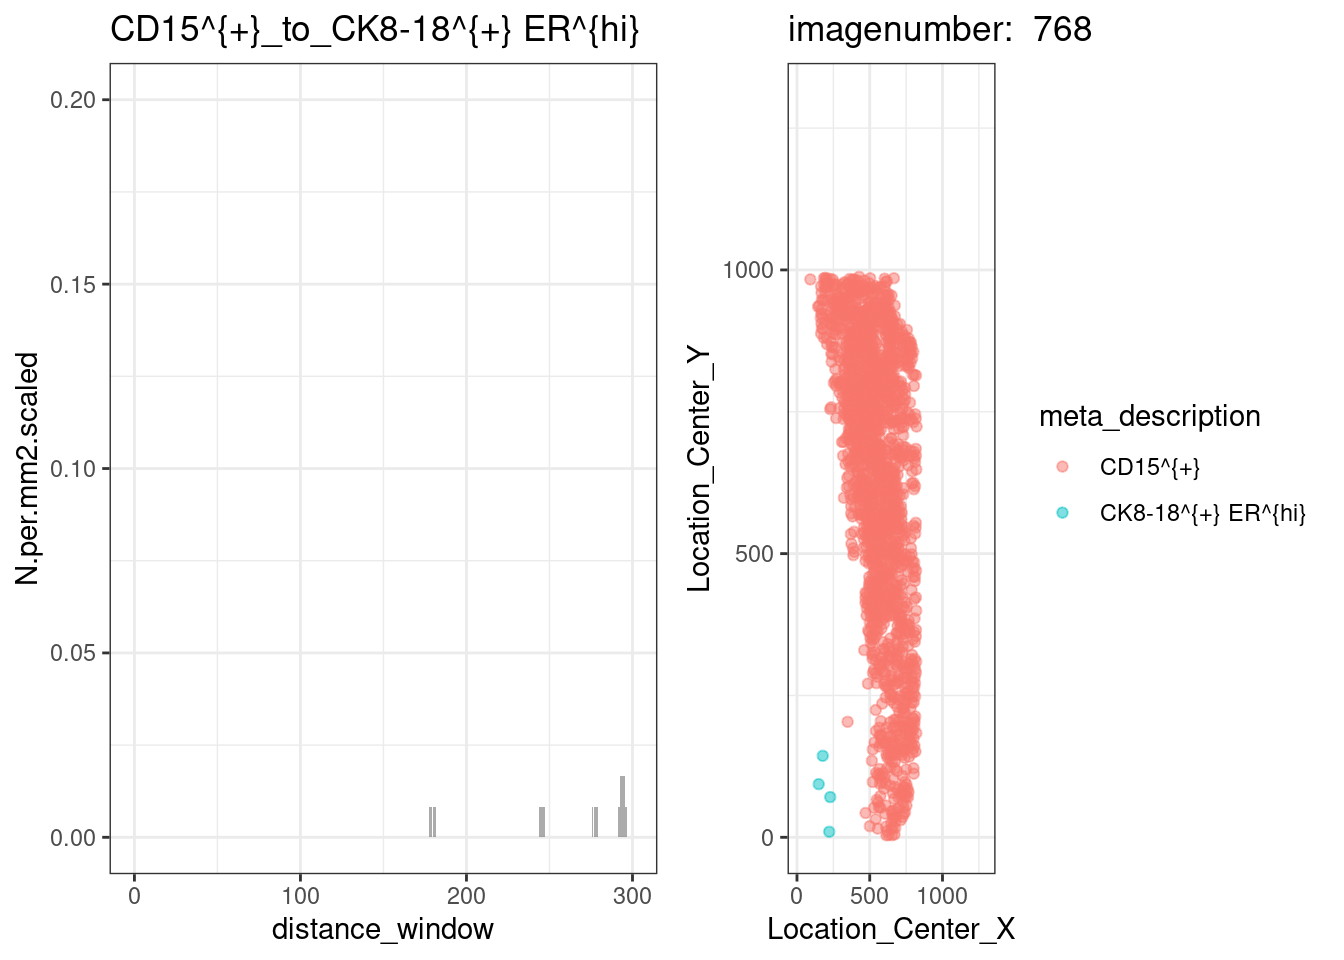 CD15^{+}_to_CK8-18^{+} ER^{hi}
N.per.mm2.scaled
0.20
0.15
0.10
0.05
0.00
0
100
200
300
distance_window
imagenumber:  768
Location_Center_Y
1000
500
0
0
500
1000
Location_Center_X
meta_description
CD15^{+}
CK8-18^{+} ER^{hi}